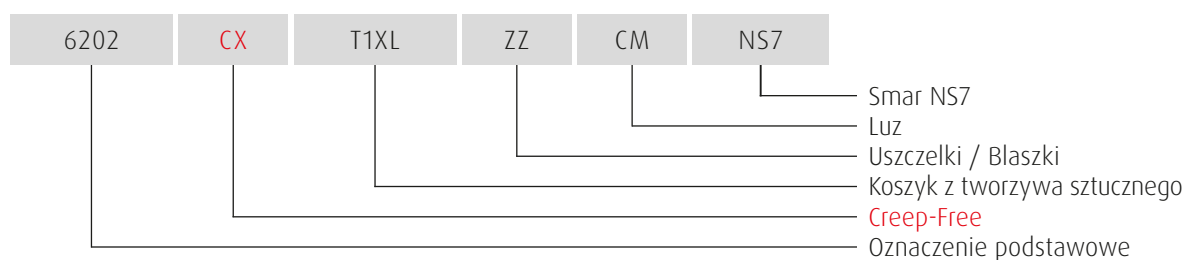 6202 CX T1XL ZZ CM NS7
Smar NS7
Luz
Uszczelki / Blaszki
Koszyk z tworzywa sztucznego
Creep-Free
Oznaczenie podstawowe